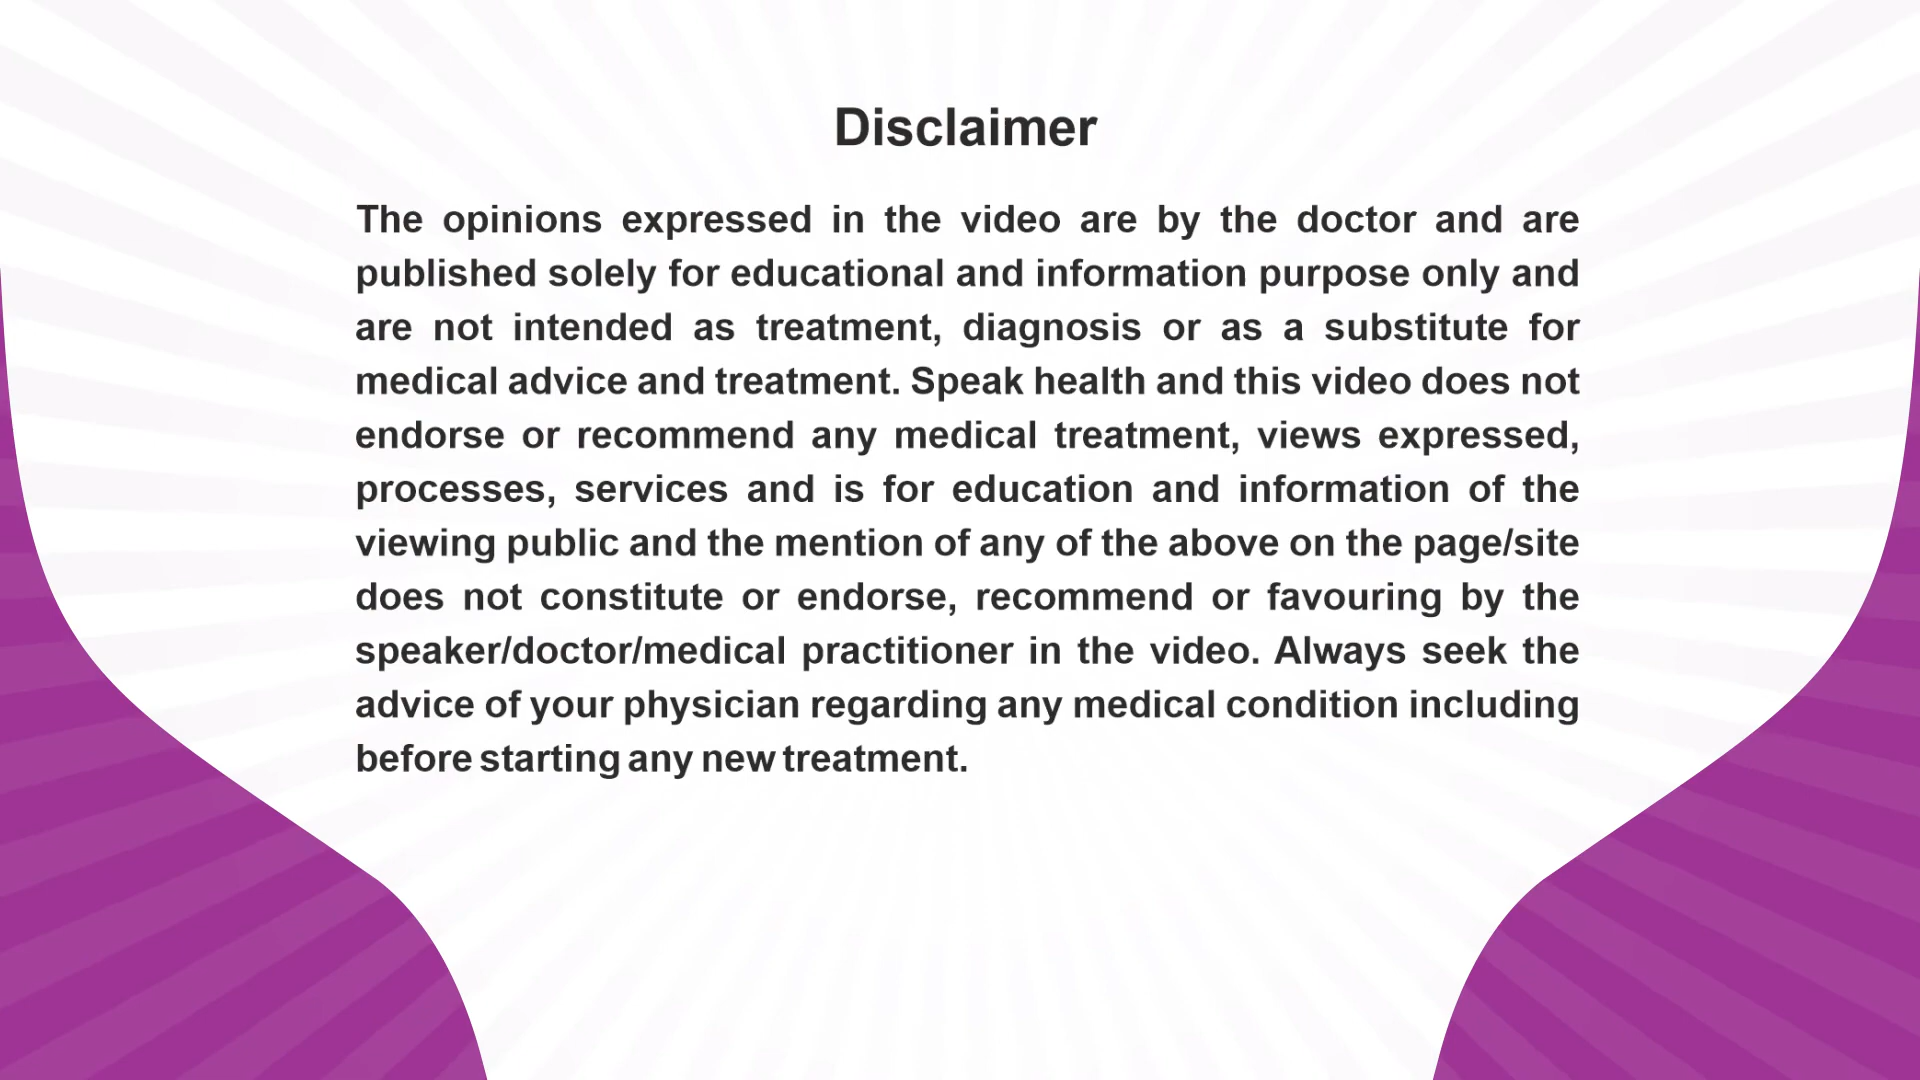 Disclaimer
The opinions expressed in the video are by the doctor and are
published solely for educational and information purpose only and
are not intended as treatment, diagnosis or as a substitute for
medical advice and treatment. Speak health and this video does not
endorse or recommend any medical treatment, views expressed,
processes, services and is for education and information of the
viewing public and the mention of any of the above on the page/site
does not constitute or endorse, recommend or favouring by the
speaker/doctor/medical practitioner in the video. Always seek the
advice of your physician regarding any medical condition including
before starting any new treatment.